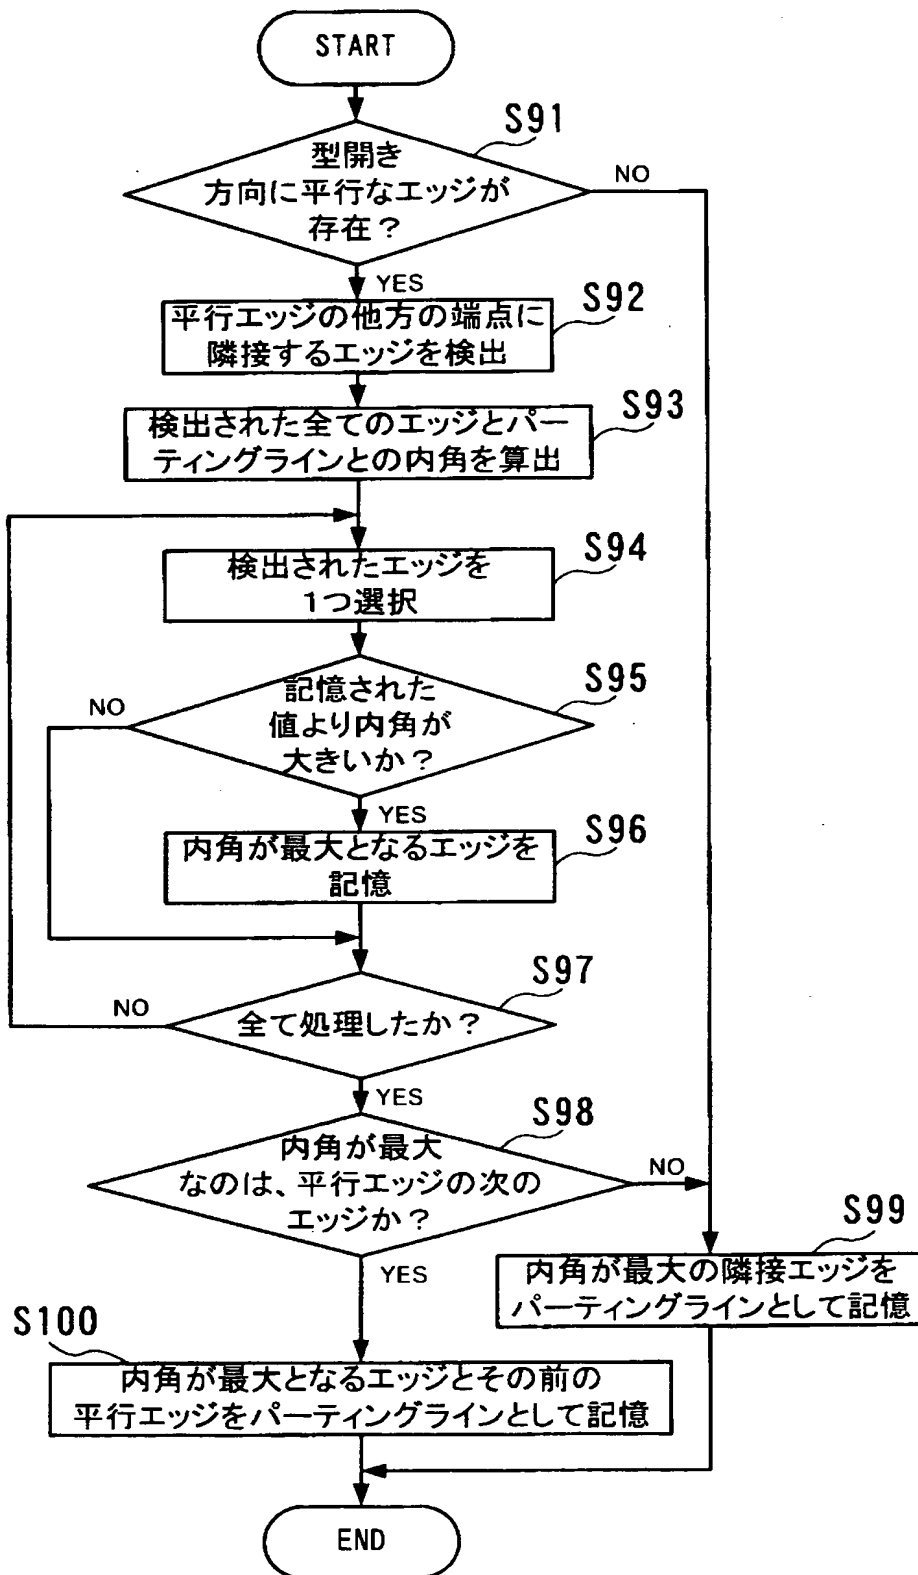 START
S91
型開き
方向に平行なエッジが
存在？
NO
YES
S92
平行エッジの他方の端点に
隣接するエッジを検出
S93
検出された全てのエッジとパー
ティングラインとの内角を算出
S94
検出されたエッジを
1つ選択
S95
記憶された
値より内角が
大きいか？
NO
YES
S96
内角が最大となるエッジを
記憶
S97
全て処理したか？
NO
YES
S98
内角が最大
なのは、平行エッジの次の
エッジか？
NO
YES
S99
内角が最大の隣接エッジを
パーティングラインとして記憶
S100
内角が最大となるエッジとその前の
平行エッジをパーティングラインとして記憶
END